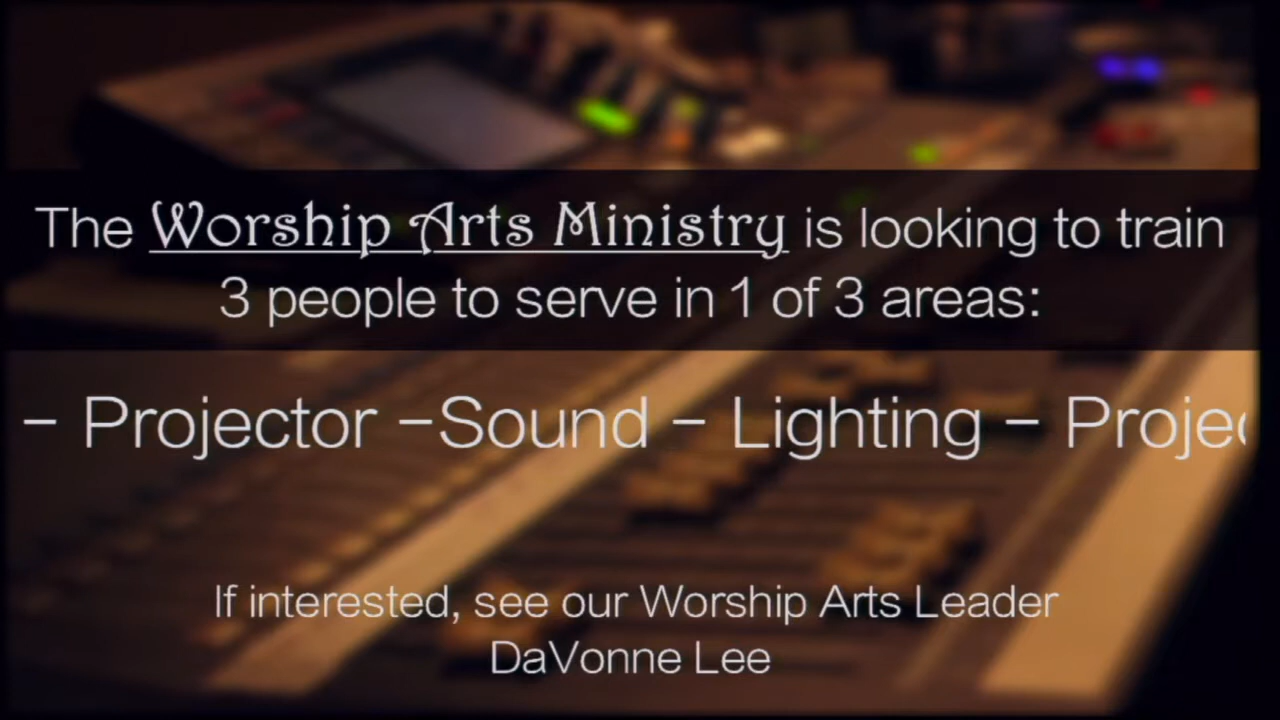 The Worship Arts Ministry is looking to train
3 people to serve in 1 of 3 areas:
- Projector -Sound - Lighting - Projec
If interested, see our Worship Arts Leader
DaVonne Lee